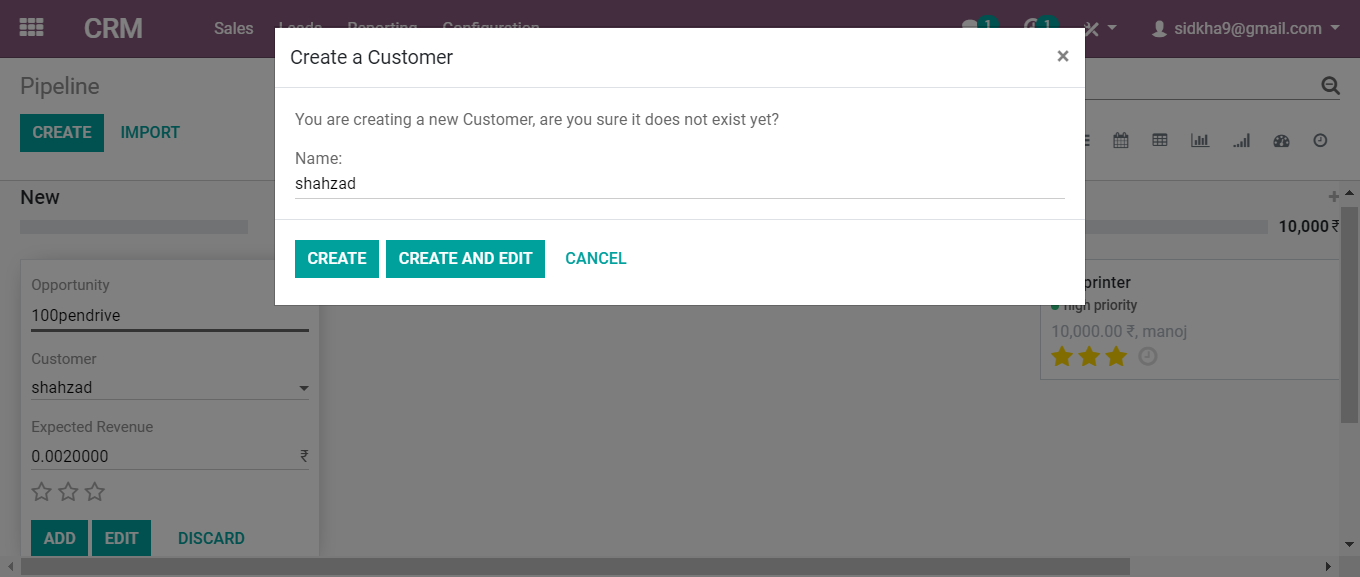 CRM Sales Leads Reporting Configuration 1 1 sidkha9@gmail.com
Create a Customer ×
Pipeline
You are creating a new Customer, are you sure it does not exist yet?
CREATE IMPORT
Name:
shahzad
New
10,000 ₹
CREATE CREATE AND EDIT CANCEL
printer
Opportunity
high priority
100pendrive
10,000.00 ₹, manoj
Customer
shahzad
Expected Revenue
0.0020000 ₹
ADD EDIT DISCARD